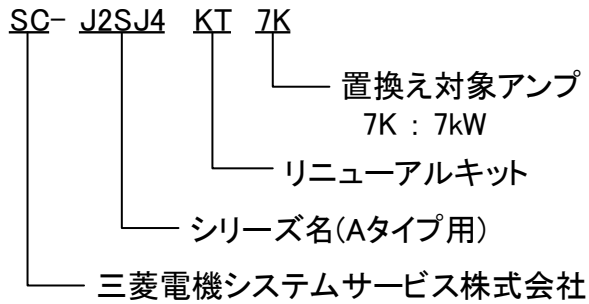 SC- J2SJ4 KT 7K
置換え対象アンプ
7K : 7kW
リニューアルキット
シリーズ名(Aタイプ用)
三菱電機システムサービス株式会社